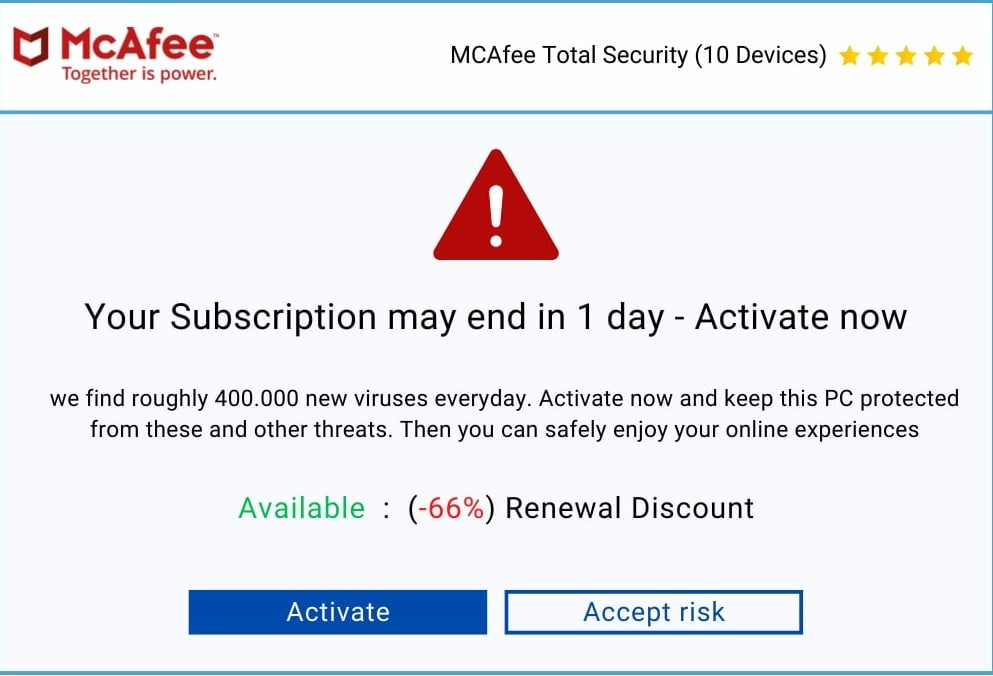 McAfee™
Together is power.
MCAfee Total Security (10 Devices)
Your Subscription may end in 1 day - Activate now
we find roughly 400.000 new viruses everyday. Activate now and keep this PC protected
from these and other threats. Then you can safely enjoy your online experiences
Available : (-66%) Renewal Discount
Activate
Accept risk